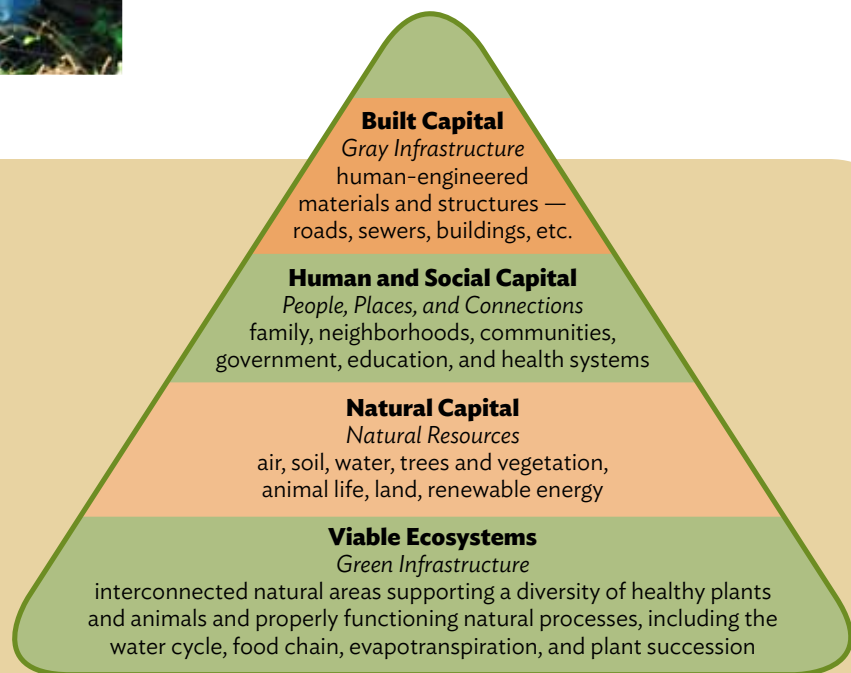 Built Capital
Gray Infrastructure
human-engineered
materials and structures —
roads, sewers, buildings, etc.
Human and Social Capital
People, Places, and Connections
family, neighborhoods, communities,
government, education, and health systems
Natural Capital
Natural Resources
air, soil, water, trees and vegetation,
animal life, land, renewable energy
Viable Ecosystems
Green Infrastructure
interconnected natural areas supporting a diversity of healthy plants
and animals and properly functioning natural processes, including the
water cycle, food chain, evapotranspiration, and plant succession